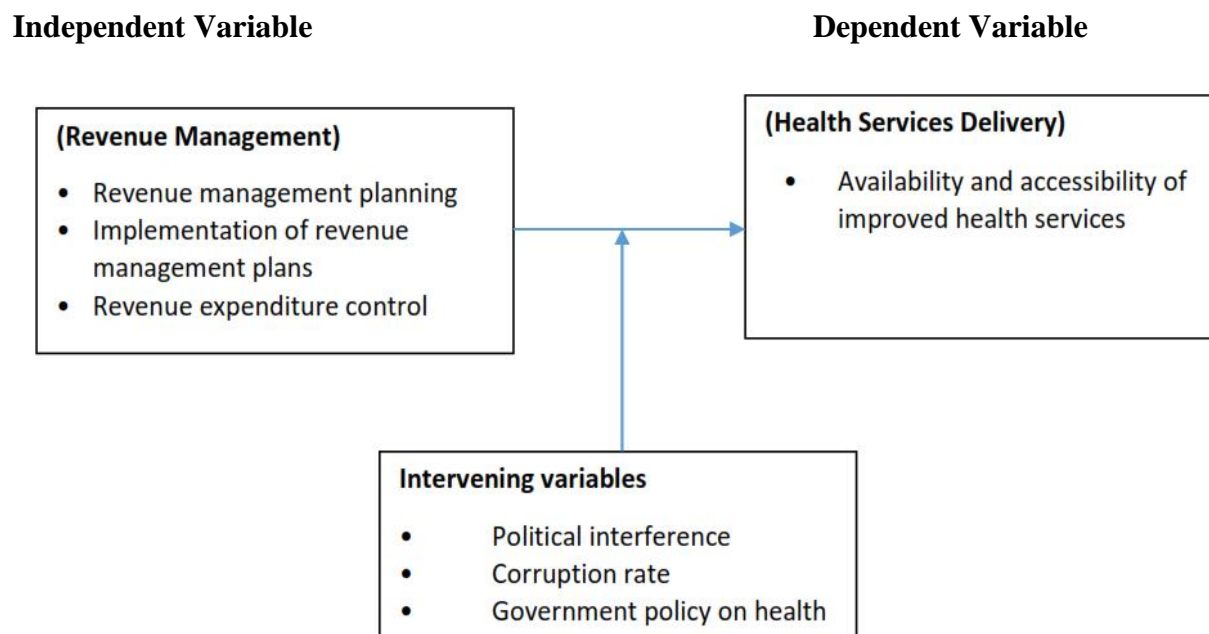 Independent Variable
Dependent Variable
(Revenue Management)
• Revenue management planning
• Implementation of revenue
management plans
• Revenue expenditure control
(Health Services Delivery)
• Availability and accessibility of
improved health services
Intervening variables
• Political interference
• Corruption rate
• Government policy on health